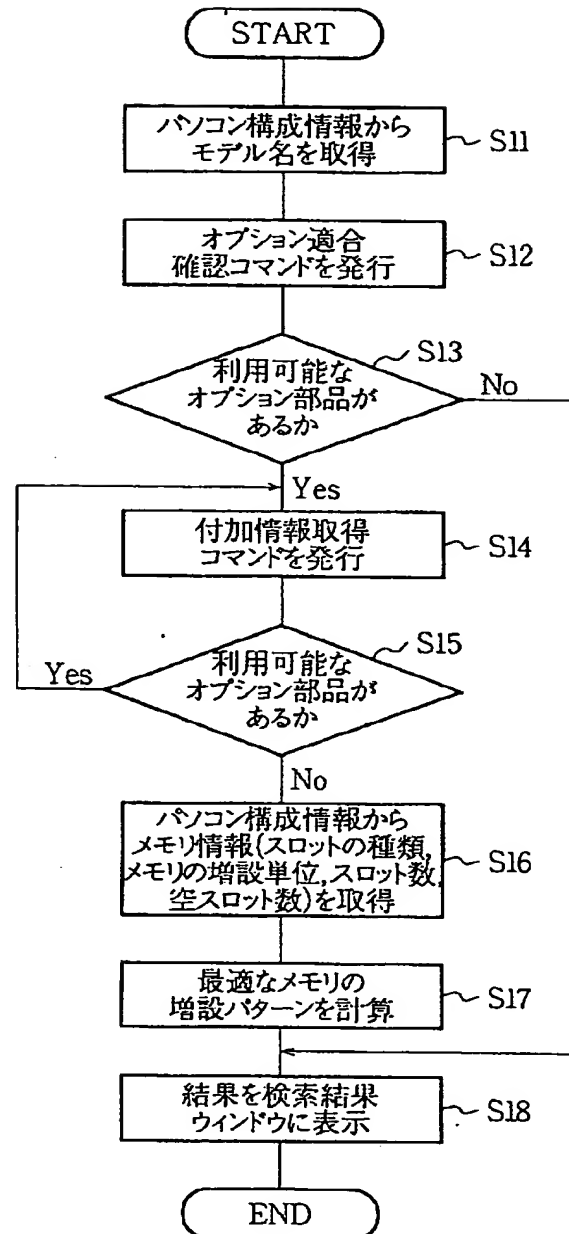 START
パソコン構成情報から
モデル名を取得
S11
オプション適合
確認コマンドを発行
S12
S13
利用可能な
オプション部品が
あるか
No
Yes
付加情報取得
コマンドを発行
S14
S15
Yes
利用可能な
オプション部品が
あるか
No
パソコン構成情報から
メモリ情報(スロットの種類,
メモリの増設単位,スロット数,
空スロット数)を取得
S16
最適なメモリの
増設パターンを計算
S17
結果を検索結果
ウィンドウに表示
S18
END